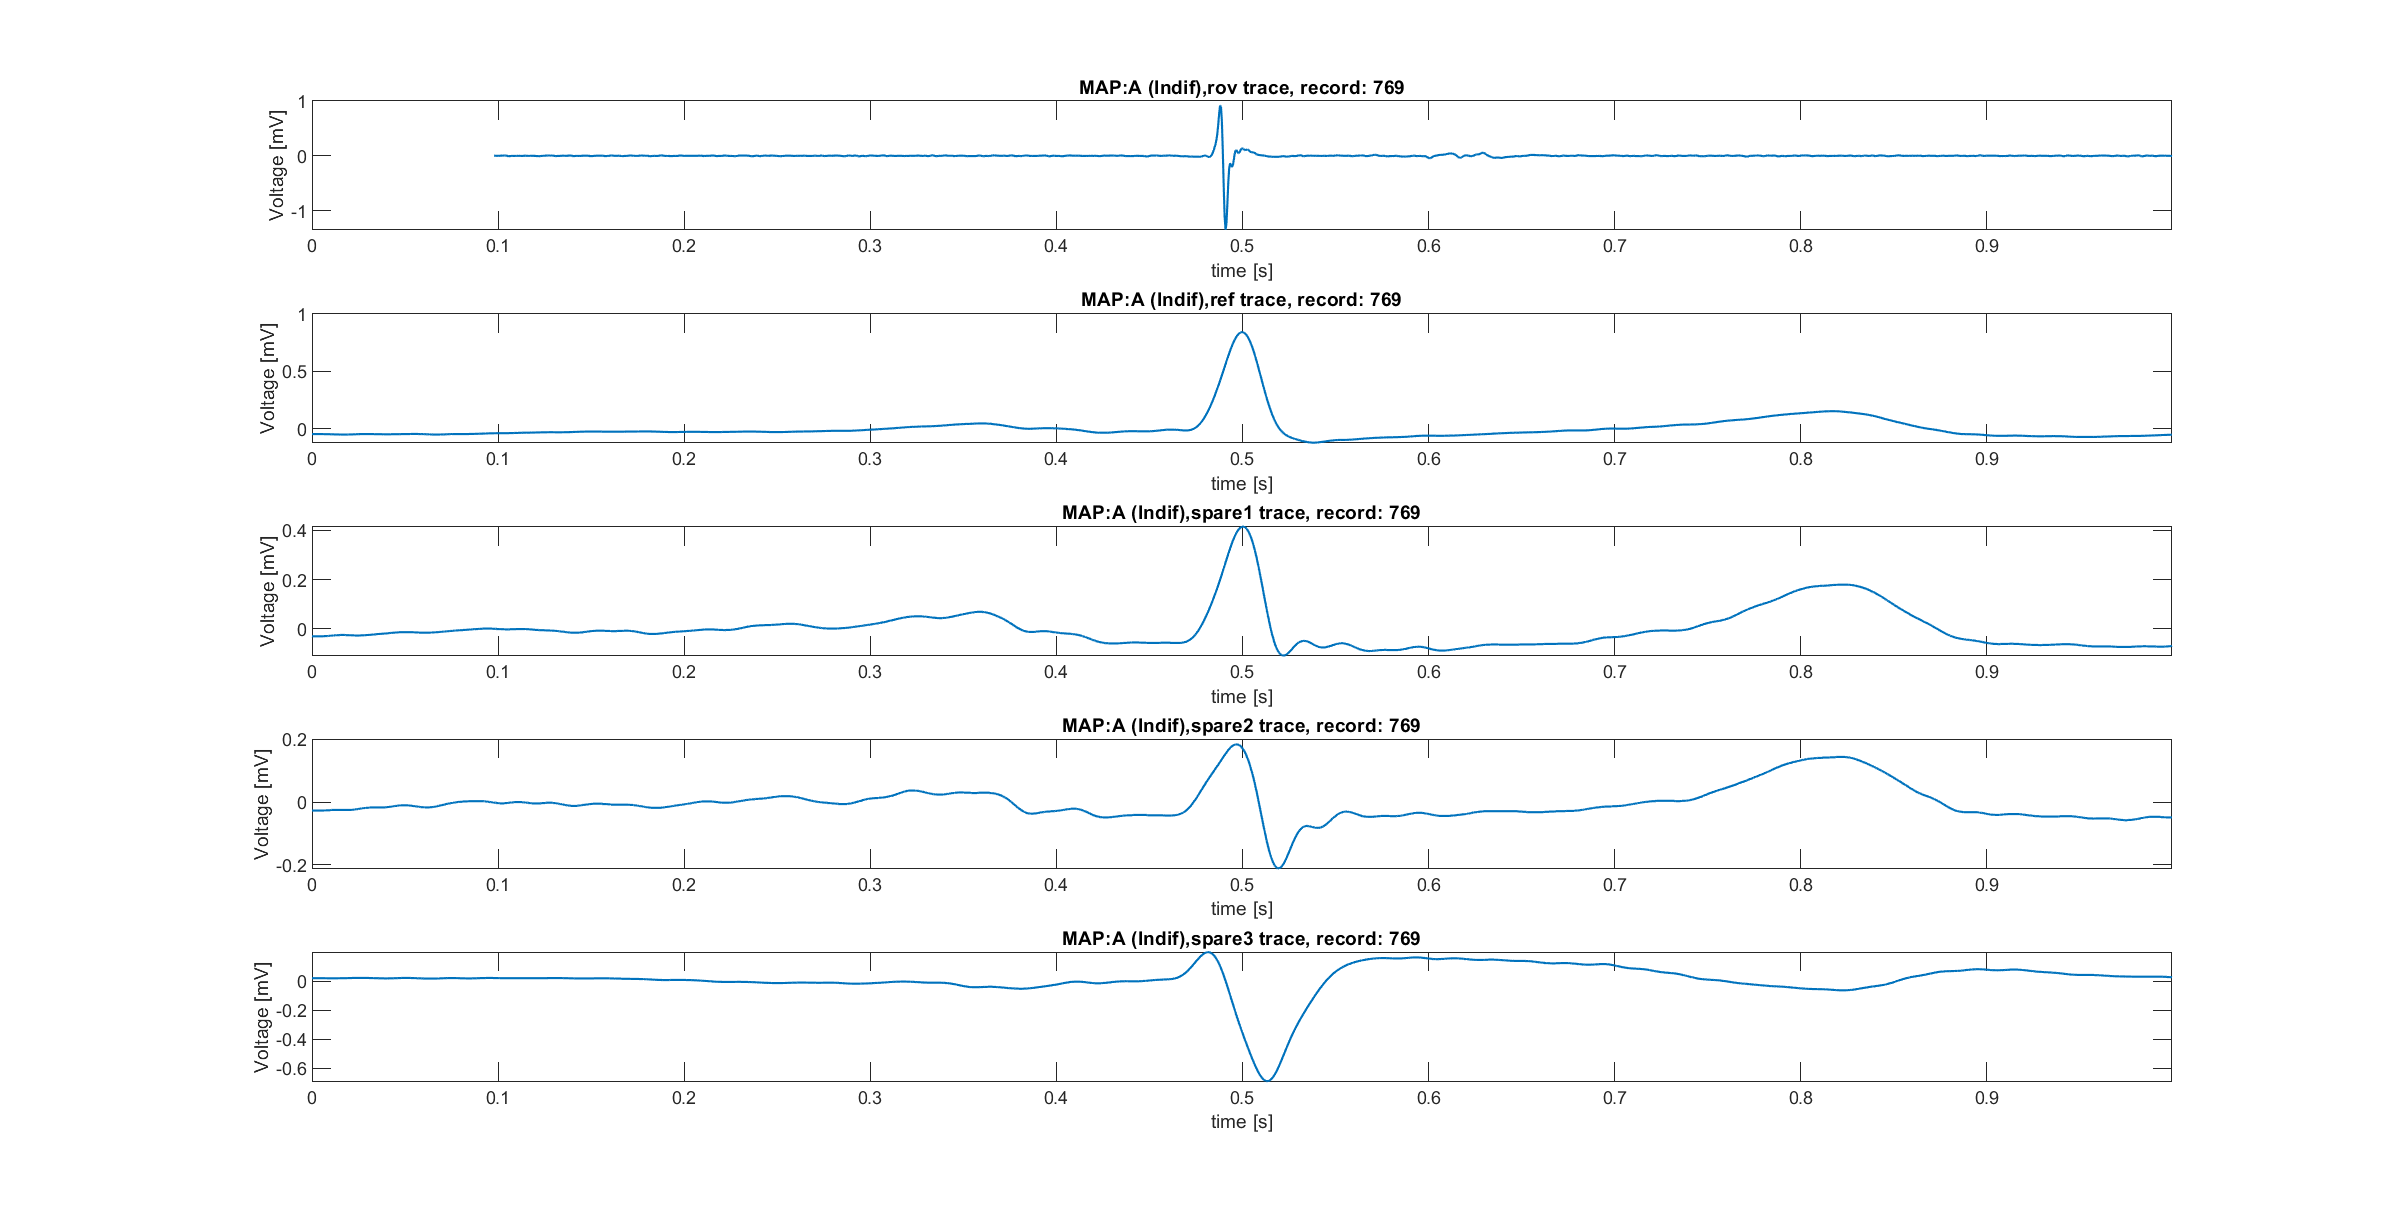 MAP:A (Indif),rov trace, record: 769
Voltage [mV]
1
0
-1
0 0.1 0.2 0.3 0.4 0.5 0.6 0.7 0.8 0.9
time [s]
MAP:A (Indif),ref trace, record: 769
Voltage [mV]
1
0.5
0
0 0.1 0.2 0.3 0.4 0.5 0.6 0.7 0.8 0.9
time [s]
MAP:A (Indif),spare1 trace, record: 769
Voltage [mV]
0.4
0.2
0
0 0.1 0.2 0.3 0.4 0.5 0.6 0.7 0.8 0.9
time [s]
MAP:A (Indif),spare2 trace, record: 769
Voltage [mV]
0.2
0
-0.2
0 0.1 0.2 0.3 0.4 0.5 0.6 0.7 0.8 0.9
time [s]
MAP:A (Indif),spare3 trace, record: 769
Voltage [mV]
0
-0.2
-0.4
-0.6
0 0.1 0.2 0.3 0.4 0.5 0.6 0.7 0.8 0.9
time [s]